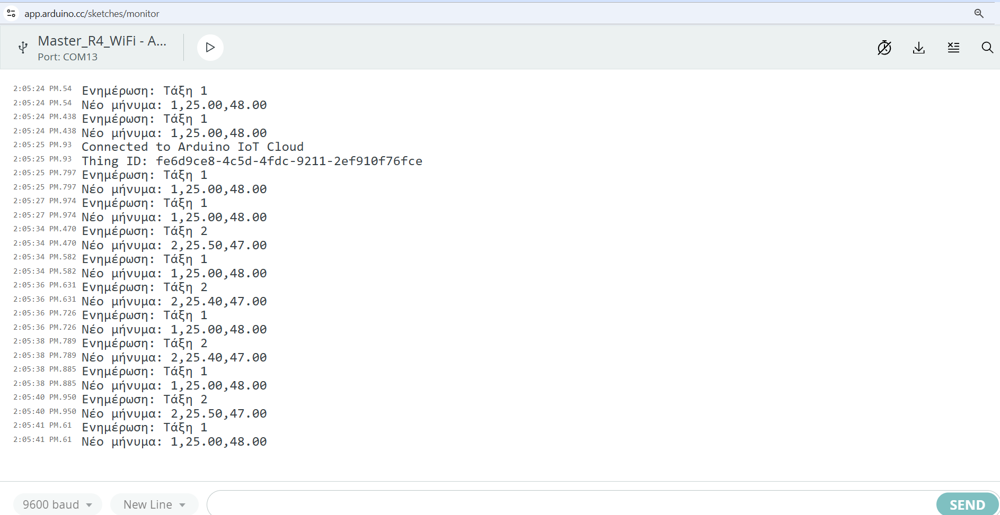 app.arduino.cc/sketches/monitor
Master_R4_WiFi - A...
Port: COM13
2:05:24 PM.54 Ενημέρωση: Τάξη 1
2:05:24 PM.54 Νέο μήνυμα: 1,25.00,48.00
2:05:24 PM.438 Ενημέρωση: Τάξη 1
2:05:24 PM.438 Νέο μήνυμα: 1,25.00,48.00
2:05:25 PM.93 Connected to Arduino IoT Cloud
2:05:25 PM.93 Thing ID: fe6d9ce8-4c5d-4fdc-9211-2ef910f76fce
2:05:25 PM.797 Ενημέρωση: Τάξη 1
2:05:25 PM.797 Νέο μήνυμα: 1,25.00,48.00
2:05:27 PM.974 Ενημέρωση: Τάξη 1
2:05:27 PM.974 Νέο μήνυμα: 1,25.00,48.00
2:05:34 PM.470 Ενημέρωση: Τάξη 2
2:05:34 PM.470 Νέο μήνυμα: 2,25.50,47.00
2:05:34 PM.582 Ενημέρωση: Τάξη 1
2:05:34 PM.582 Νέο μήνυμα: 1,25.00,48.00
2:05:36 PM.631 Ενημέρωση: Τάξη 2
2:05:36 PM.631 Νέο μήνυμα: 2,25.40,47.00
2:05:36 PM.726 Ενημέρωση: Τάξη 1
2:05:36 PM.726 Νέο μήνυμα: 1,25.00,48.00
2:05:38 PM.789 Ενημέρωση: Τάξη 2
2:05:38 PM.789 Νέο μήνυμα: 2,25.40,47.00
2:05:38 PM.885 Ενημέρωση: Τάξη 1
2:05:38 PM.885 Νέο μήνυμα: 1,25.00,48.00
2:05:40 PM.950 Ενημέρωση: Τάξη 2
2:05:40 PM.950 Νέο μήνυμα: 2,25.50,47.00
2:05:41 PM.61 Ενημέρωση: Τάξη 1
2:05:41 PM.61 Νέο μήνυμα: 1,25.00,48.00
9600 baud New Line SEND